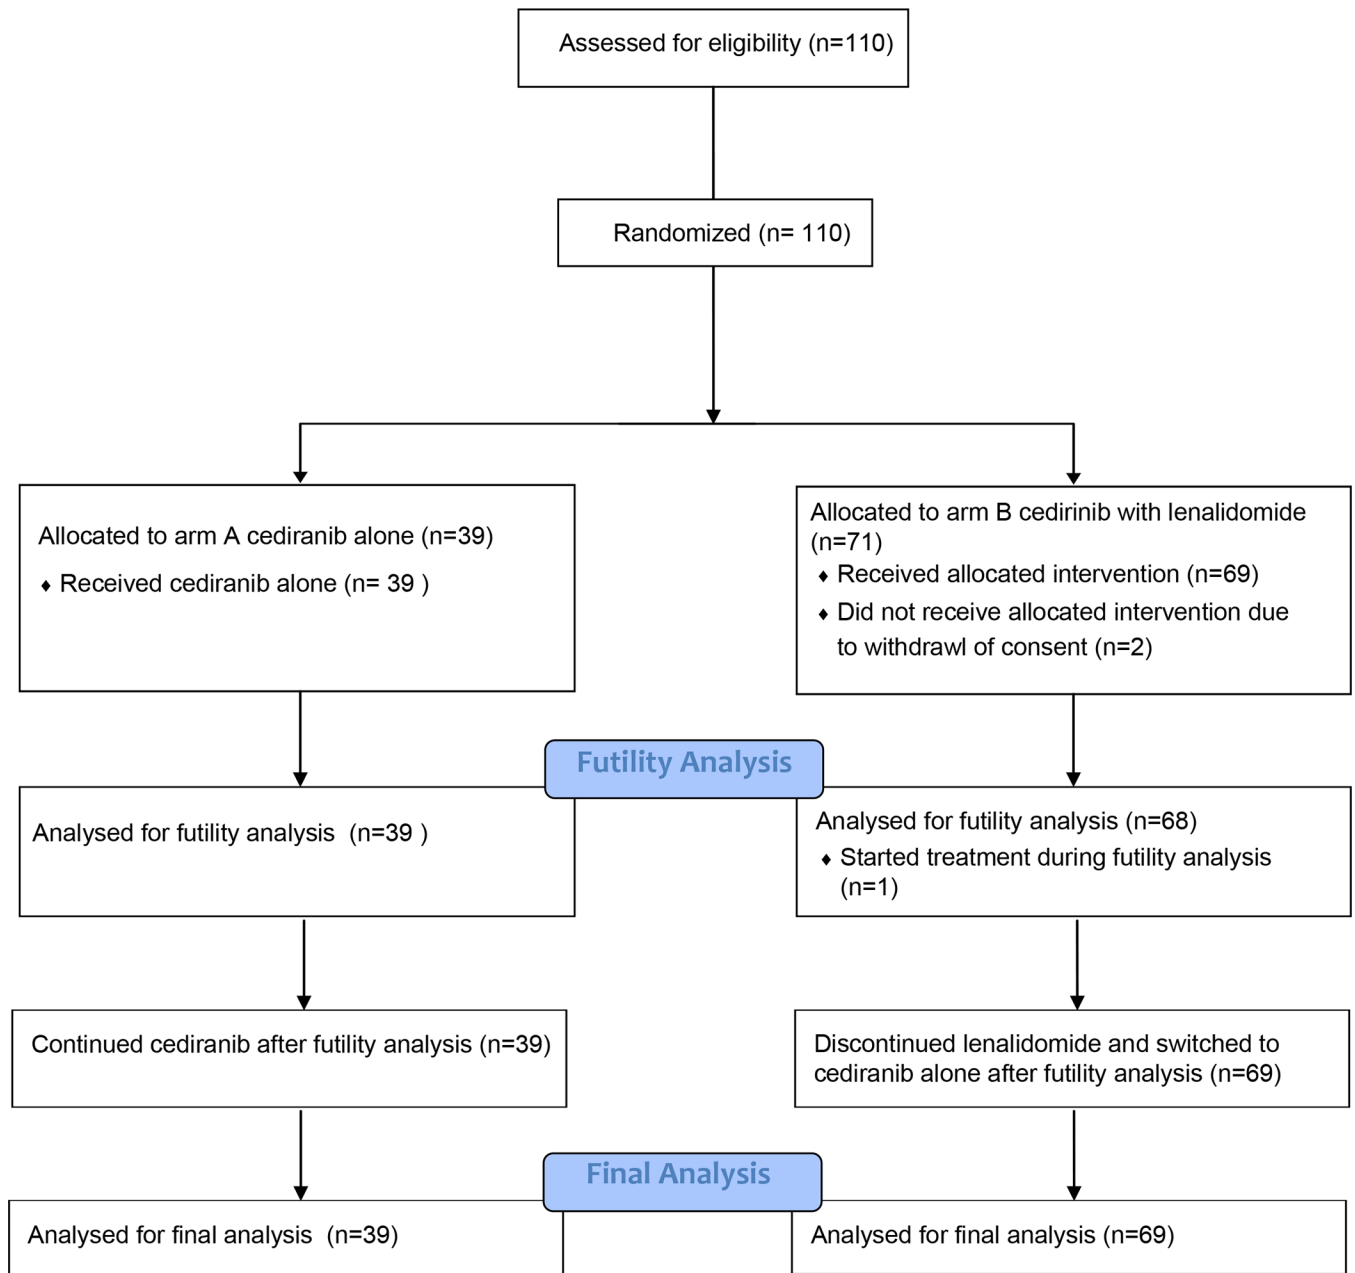 Assessed for eligibility (n=110)
Randomized (n= 110)
Allocated to arm A cediranib alone (n=39)
♦ Received cediranib alone (n= 39 )
Allocated to arm B cedirinib with lenalidomide
(n=71)
♦ Received allocated intervention (n=69)
♦ Did not receive allocated intervention due
to withdrawl of consent (n=2)
Futility Analysis
Analysed for futility analysis  (n=39 )
Analysed for futility analysis (n=68)
♦ Started treatment during futility analysis
(n=1)
Continued cediranib after futility analysis (n=39)
Discontinued lenalidomide and switched to
cediranib alone after futility analysis (n=69)
Final Analysis
Analysed for final analysis  (n=39)
Analysed for final analysis (n=69)